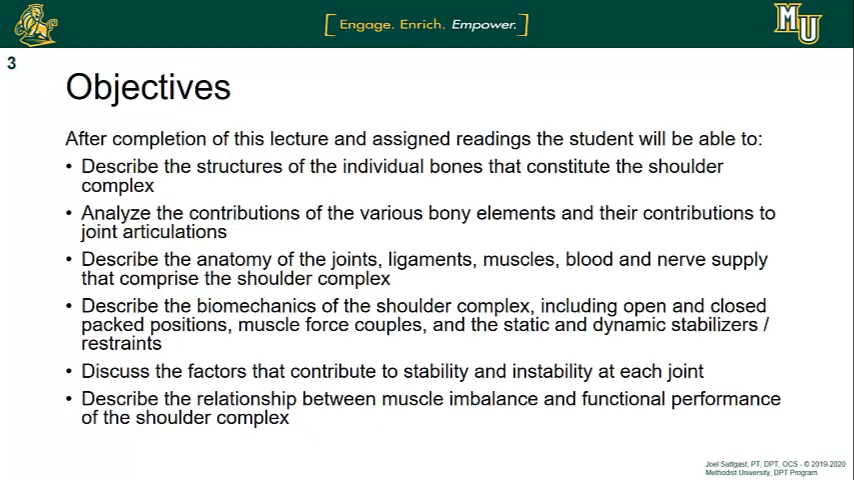 [Engage. Enrich. Empower.]
MU
3
Objectives
After completion of this lecture and assigned readings the student will be able to:
• Describe the structures of the individual bones that constitute the shoulder
complex
• Analyze the contributions of the various bony elements and their contributions to
joint articulations
• Describe the anatomy of the joints, ligaments, muscles, blood and nerve supply
that comprise the shoulder complex
• Describe the biomechanics of the shoulder complex, including open and closed
packed positions, muscle force couples, and the static and dynamic stabilizers /
restraints
• Discuss the factors that contribute to stability and instability at each joint
• Describe the relationship between muscle imbalance and functional performance
of the shoulder complex
Joel Sattgast, PT, DPT, OCS - © 2019-2020
Methodist University, DPT Program